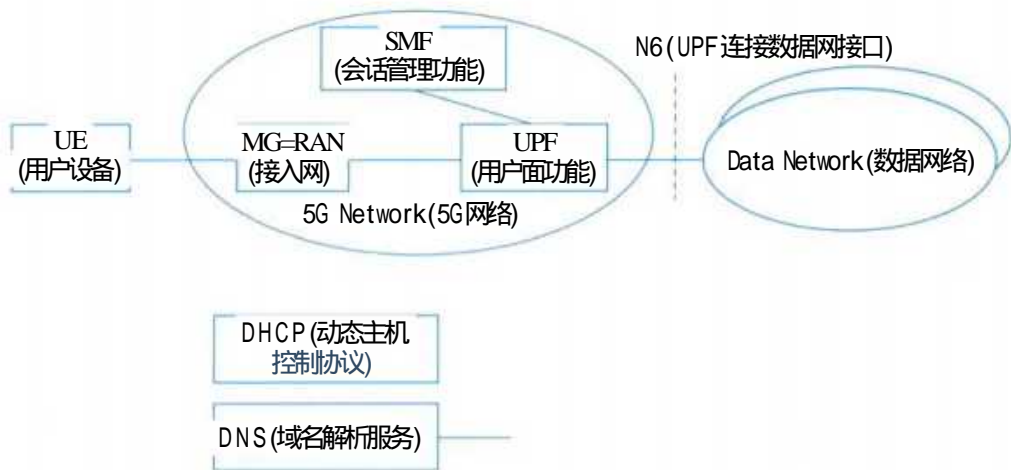 SMF
(会话管理功能)
N6(UPF连接数据网接口)
UE
(用户设备)
MG=RAN
(接入网)
UPF
(用户面功能)
Data Network(数据网络)
5G Network(5G网络)
DHCP(动态主机
控制协议)
DNS(域名解析服务)